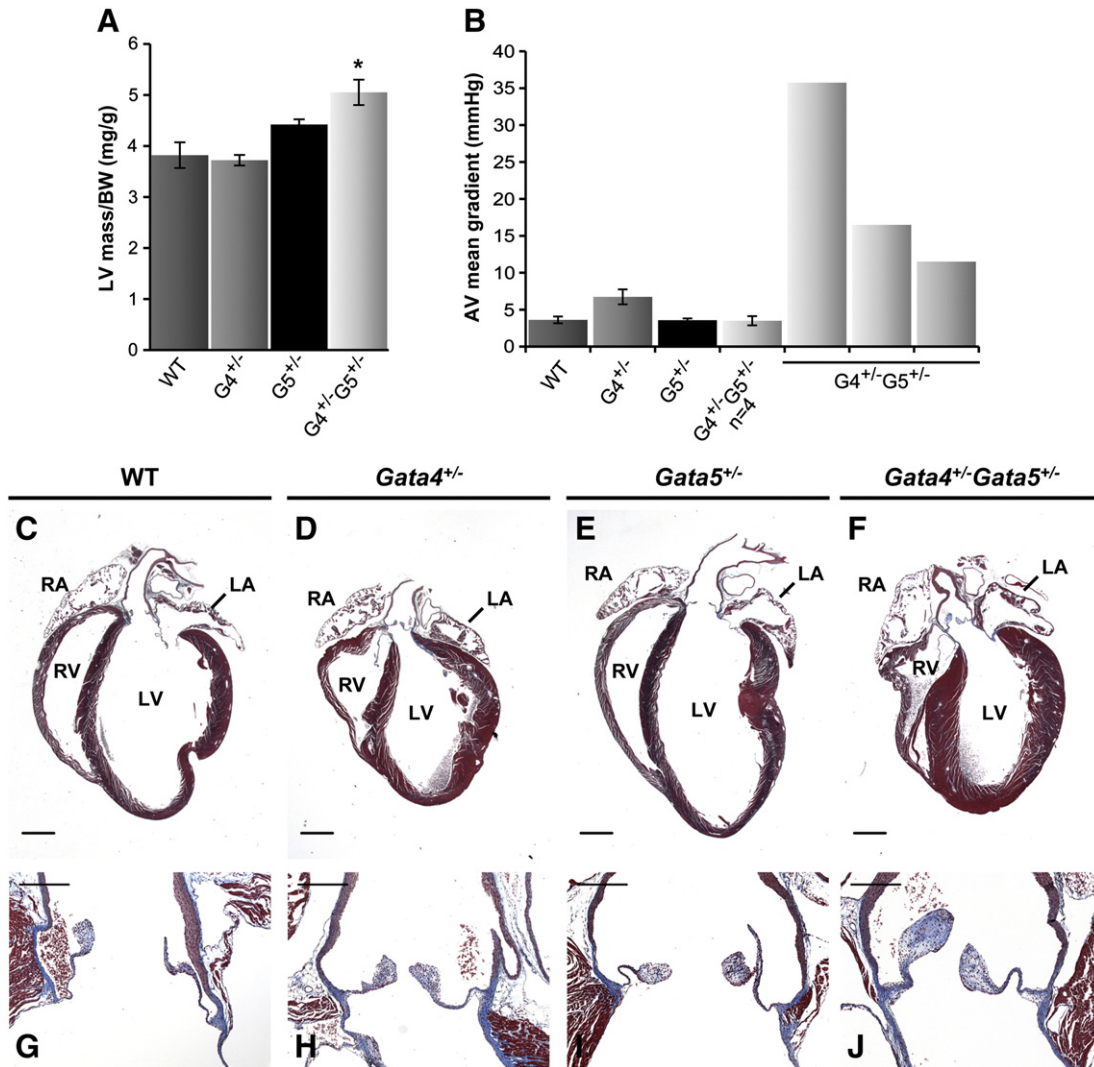 A
LV mass/BW (mg/g)
6
5
4
3
2
1
0
*
WT
G4+/-
G5+/-
G4+/-G5+/-
B
AV mean gradient (mmHg)
40
35
30
25
20
15
10
5
0
WT
G4+/-
G5+/-
G4+/-G5+/-
n=4
G4+/-G5+/-
WT
Gata4+/-
Gata5+/-
Gata4+/-Gata5+/-
C
RA
LA
RV
LV
D
RA
LA
RV
LV
E
RA
LA
RV
LV
F
RA
LA
RV
LV
G
H
I
J